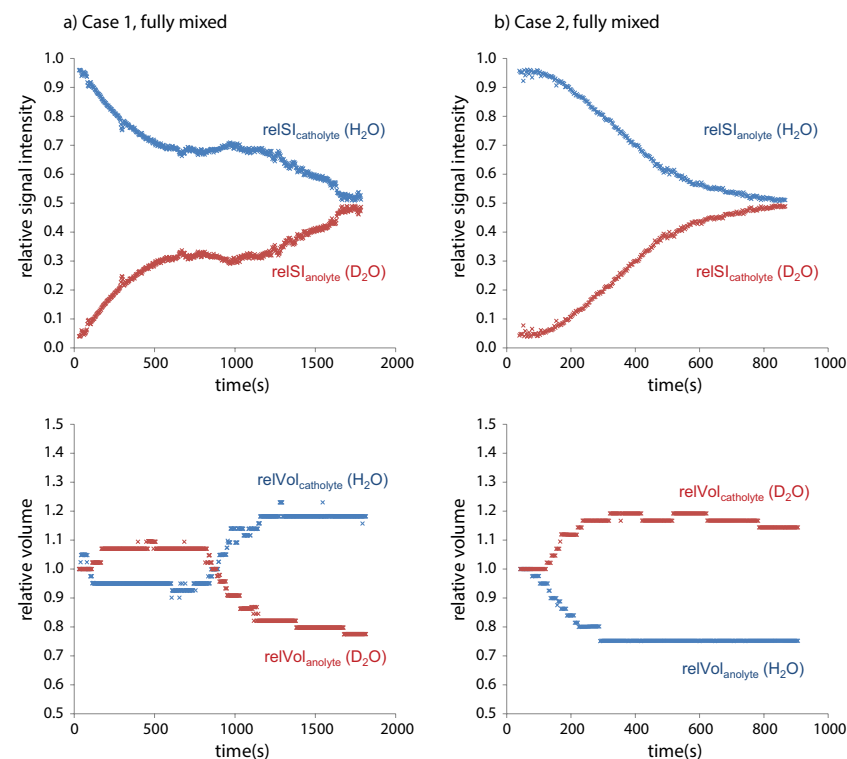 a) Case 1, fully mixed
1.0
0.9
0.8
0.7
0.6
0.5
0.4
0.3
0.2
0.1
0.0
relative signal intensity
relSIcatholyte (H2O)
relSIanolyte (D2O)
0 500 1000 1500 2000
time(s)
b) Case 2, fully mixed
1.0
0.9
0.8
0.7
0.6
0.5
0.4
0.3
0.2
0.1
0.0
relative signal intensity
relSIanolyte (H2O)
relSIcatholyte (D2O)
0 200 400 600 800 1000
time(s)
1.5
1.4
1.3
1.2
1.1
1.0
0.9
0.8
0.7
0.6
0.5
relative volume
relVolcatholyte (H2O)
relVolanolyte (D2O)
0 500 1000 1500 2000
time(s)
1.5
1.4
1.3
1.2
1.1
1.0
0.9
0.8
0.7
0.6
0.5
relative volume
relVolcatholyte (D2O)
relVolanolyte (H2O)
0 200 400 600 800 1000
time(s)